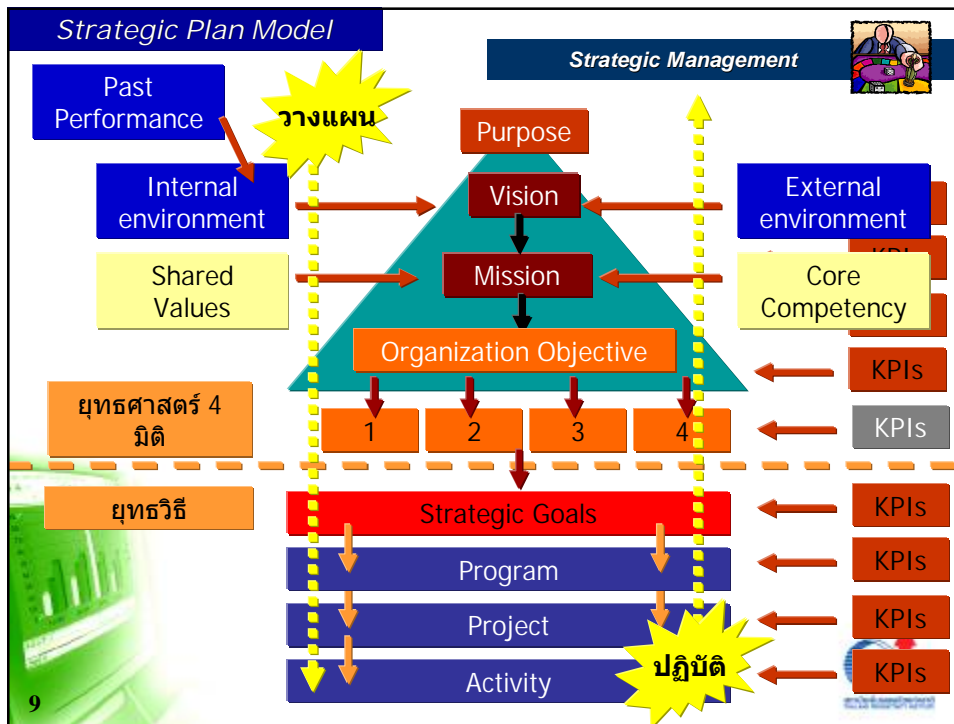 Strategic Plan Model
Strategic Management
Past
Performance
วางแผน
Purpose
Internal
environment
Vision
External
environment
Shared
Values
Mission
Core
Competency
KPIs
Organization Objective
KPIs
ยุทธศาสตร์ 4
มิติ
1
2
3
4
KPIs
ยุทธวิธี
Strategic Goals
KPIs
Program
KPIs
Project
KPIs
ปฏิบัติ
Activity
KPIs
9